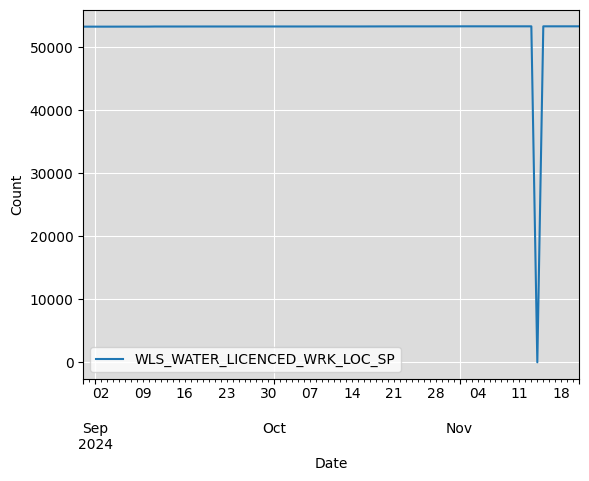 50000
40000
30000
20000
10000
0
Count
WLS_WATER_LICENCED_WRK_LOC_SP
02 09 16 23 30 07 14 21 28 04 11 18
Sep Oct Nov
2024
Date